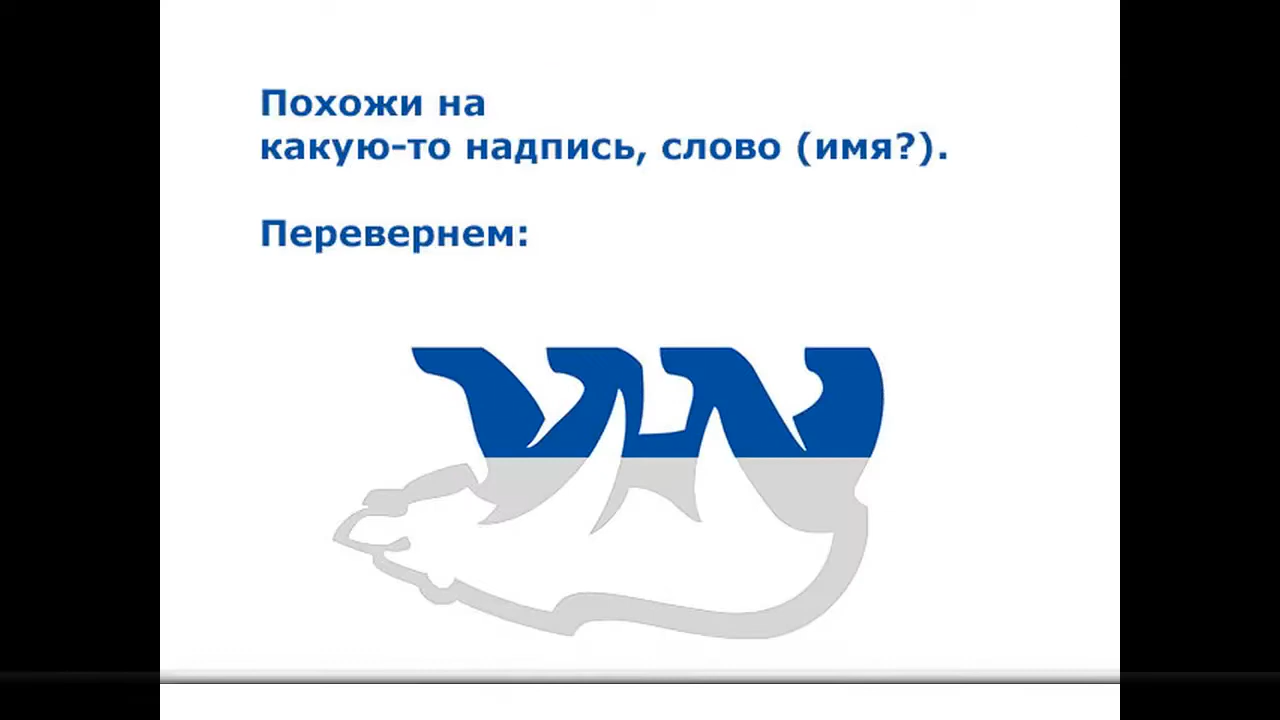 Похожи на
какую-то надпись, слово (имя?).
Перевернем: